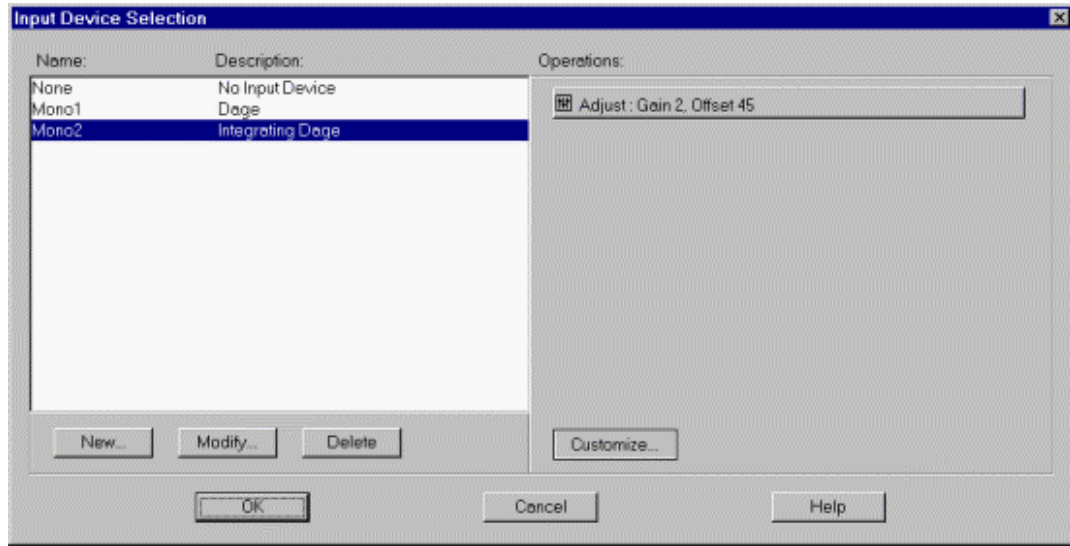 Input Device Selection
Name: Description: Operations:
None No Input Device
Mono1 Dage
Mono2 Integrating Dage
Adjust : Gain 2, Offset 45
New... Modify... Delete Customize...
OK Cancel Help